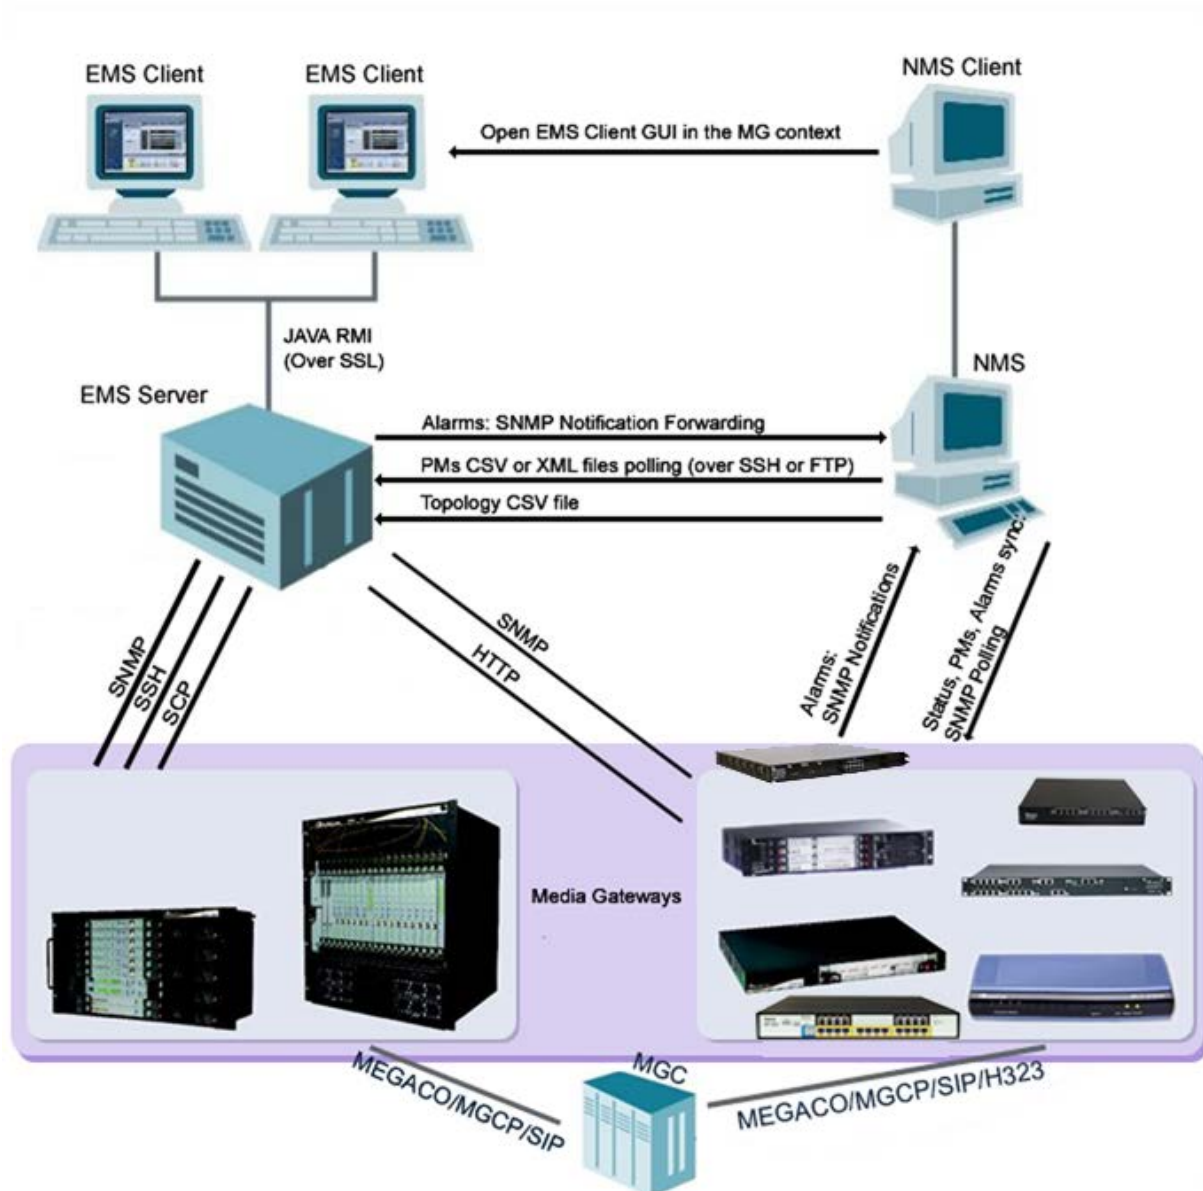 EMS Client
EMS Client
NMS Client
Open EMS Client GUI in the MG context
JAVA RMI
(Over SSL)
NMS
EMS Server
Alarms: SNMP Notification Forwarding
PMs CSV or XML files polling (over SSH or FTP)
Topology CSV file
SNMP
SSH
SCP
SNMP
HTTP
Alarms:
SNMP Notifications
Status, PMs, Alarms sync:
SNMP Polling
Media Gateways
MGC
MEGACO/MGCP/SIP
MEGACO/MGCP/SIP/H323